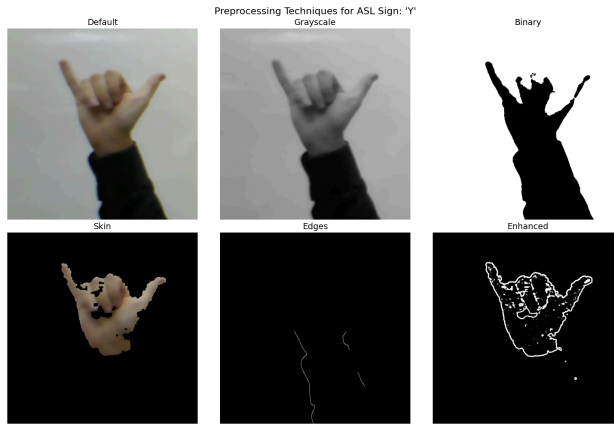 Preprocessing Techniques for ASL Sign: 'Y'
Default
Grayscale
Binary
Skin
Edges
Enhanced